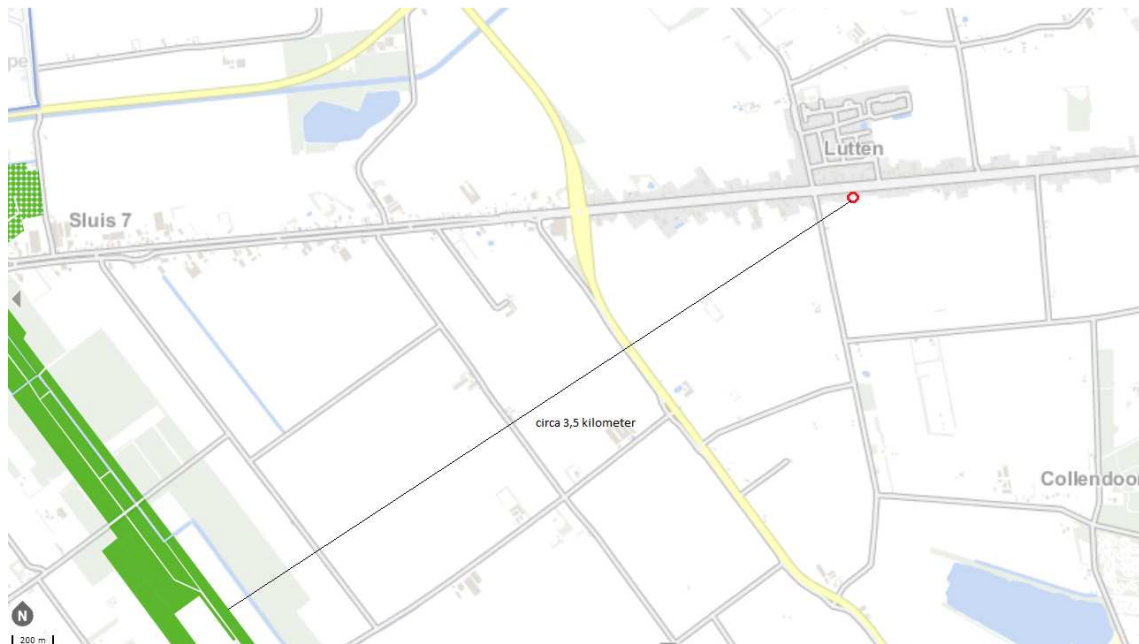 pe
Lutten
Sluis 7
circa 3,5 kilometer
Collendoor
N
200 m